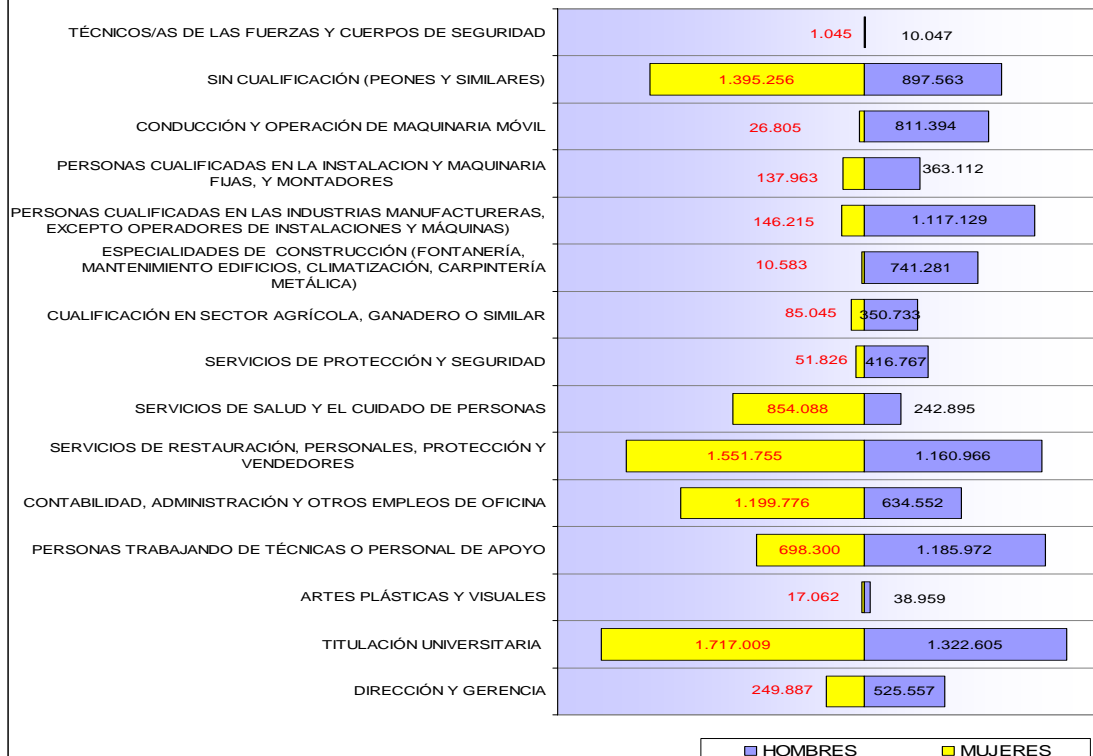 TÉCNICOS/AS DE LAS FUERZAS Y CUERPOS DE SEGURIDAD 1.045 10.047
SIN CUALIFICACIÓN (PEONES Y SIMILARES) 1.395.256 897.563
CONDUCCIÓN Y OPERACIÓN DE MAQUINARIA MÓVIL 26.805 811.394
PERSONAS CUALIFICADAS EN LA INSTALACION Y MAQUINARIA
FIJAS, Y MONTADORES 137.963 363.112
PERSONAS CUALIFICADAS EN LAS INDUSTRIAS MANUFACTURERAS,
EXCEPTO OPERADORES DE INSTALACIONES Y MÁQUINAS) 146.215 1.117.129
ESPECIALIDADES DE CONSTRUCCIÓN (FONTANERÍA,
MANTENIMIENTO EDIFICIOS, CLIMATIZACIÓN, CARPINTERÍA
METÁLICA) 10.583 741.281
CUALIFICACIÓN EN SECTOR AGRÍCOLA, GANADERO O SIMILAR 85.045 350.733
SERVICIOS DE PROTECCIÓN Y SEGURIDAD 51.826 416.767
SERVICIOS DE SALUD Y EL CUIDADO DE PERSONAS 854.088 242.895
SERVICIOS DE RESTAURACIÓN, PERSONALES, PROTECCIÓN Y
VENDEDORES 1.551.755 1.160.966
CONTABILIDAD, ADMINISTRACIÓN Y OTROS EMPLEOS DE OFICINA 1.199.776 634.552
PERSONAS TRABAJANDO DE TÉCNICAS O PERSONAL DE APOYO 698.300 1.185.972
ARTES PLÁSTICAS Y VISUALES 17.062 38.959
TITULACIÓN UNIVERSITARIA 1.717.009 1.322.605
DIRECCIÓN Y GERENCIA 249.887 525.557
HOMBRES MUJERES